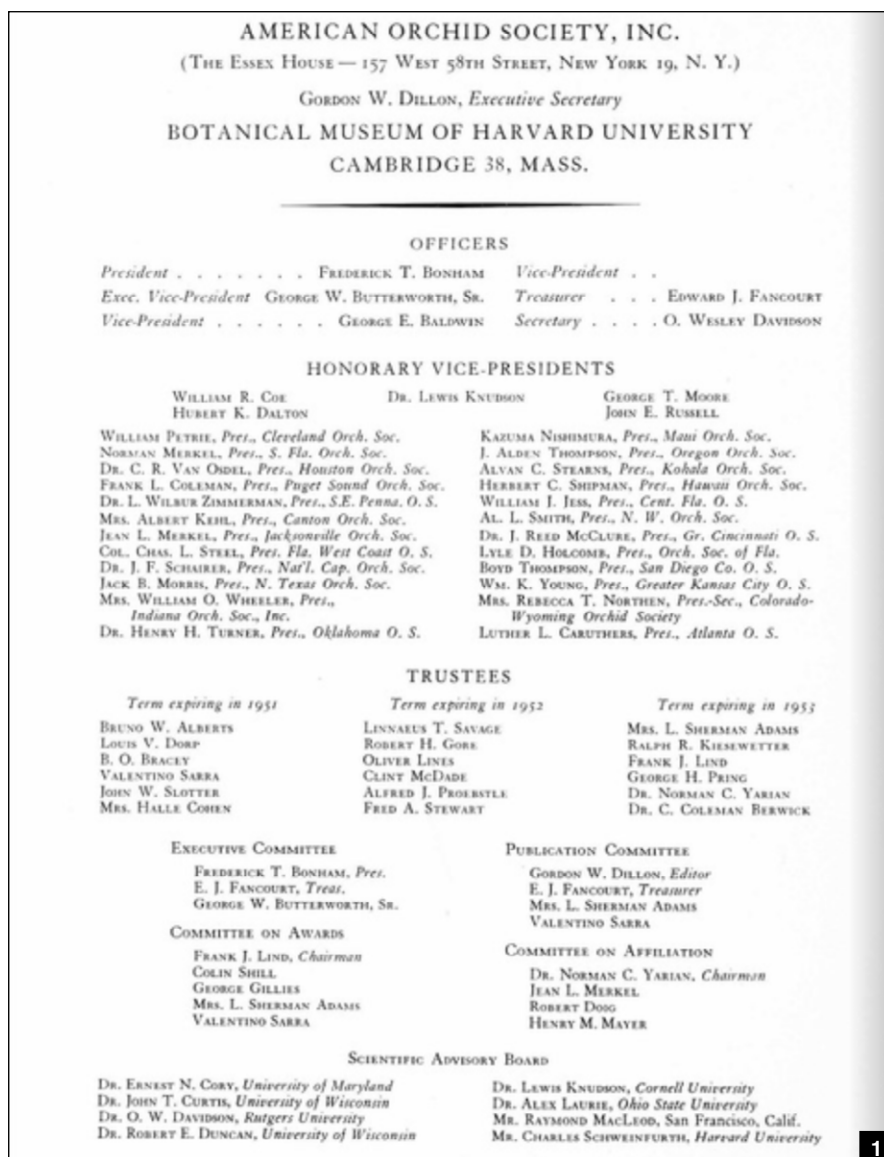 AMERICAN ORCHID SOCIETY, INC.
(THE ESSEX HOUSE — 157 WEST 58TH STREET, NEW YORK 19, N. Y.)
GORDON W. DILLON, Executive Secretary
BOTANICAL MUSEUM OF HARVARD UNIVERSITY
CAMBRIDGE 38, MASS.
OFFICERS
President . . . . . . . FREDERICK T. BONHAM
Exec. Vice-President GEORGE W. BUTTERWORTH, SR.
Vice-President . . . . . . GEORGE E. BALDWIN
Vice-President . .
Treasurer . . . EDWARD J. FANCOURT
Secretary . . . . O. WESLEY DAVIDSON
HONORARY VICE-PRESIDENTS
WILLIAM R. COE
HUBERT K. DALTON
DR. LEWIS KNUDSON
GEORGE T. MOORE
JOHN E. RUSSELL
WILLIAM PETRIE, Pres., Cleveland Orch. Soc.
NORMAN MERKEL, Pres., S. Fla. Orch. Soc.
DR. C. R. VAN OSDEL, Pres., Houston Orch. Soc.
FRANK L. COLEMAN, Pres., Puget Sound Orch. Soc.
DR. L. WILBUR ZIMMERMAN, Pres., S.E. Penna. O. S.
MRS. ALBERT KEHL, Pres., Canton Orch. Soc.
JEAN L. MERKEL, Pres., Jacksonville Orch. Soc.
COL. CHAS. L. STEEL, Pres. Fla. West Coast O. S.
DR. J. F. SCHAIRER, Pres., Nat'l. Cap. Orch. Soc.
JACK B. MORRIS, Pres., N. Texas Orch. Soc.
MRS. WILLIAM O. WHEELER, Pres.,
Indiana Orch. Soc., Inc.
DR. HENRY H. TURNER, Pres., Oklahoma O. S.
KAZUMA NISHIMURA, Pres., Maui Orch. Soc.
J. ALDEN THOMPSON, Pres., Oregon Orch. Soc.
ALVAN C. STEARNS, Pres., Kohala Orch. Soc.
HERBERT C. SHIPMAN, Pres., Hawaii Orch. Soc.
WILLIAM J. JESS, Pres., Cent. Fla. O. S.
AL. L. SMITH, Pres., N. W. Orch. Soc.
DR. J. REED MCCLURE, Pres., Gr. Cincinnati O. S.
LYLE D. HOLCOMB, Pres., Orch. Soc. of Fla.
BOYD THOMPSON, Pres., San Diego Co. O. S.
WM. K. YOUNG, Pres., Greater Kansas City O. S.
MRS. REBECCA T. NORTHEN, Pres.-Sec., Colorado-
Wyoming Orchid Society
LUTHER L. CARUTHERS, Pres., Atlanta O. S.
TRUSTEES
Term expiring in 1951
BRUNO W. ALBERTS
LOUIS V. DORP
B. O. BRACEY
VALENTINO SARRA
JOHN W. SLOTTER
MRS. HALLE COHEN
Term expiring in 1952
LINNAEUS T. SAVAGE
ROBERT H. GORE
OLIVER LINES
CLINT MCDADE
ALFRED J. PROEBSTLE
FRED A. STEWART
Term expiring in 1953
MRS. L. SHERMAN ADAMS
RALPH R. KIESEWETTER
FRANK J. LIND
GEORGE H. PRING
DR. NORMAN C. YARIAN
DR. C. COLEMAN BERWICK
EXECUTIVE COMMITTEE
FREDERICK T. BONHAM, Pres.
E. J. FANCOURT, Treas.
GEORGE W. BUTTERWORTH, SR.
COMMITTEE ON AWARDS
FRANK J. LIND, Chairman
COLIN SHILL
GEORGE GILLIES
MRS. L. SHERMAN ADAMS
VALENTINO SARRA
PUBLICATION COMMITTEE
GORDON W. DILLON, Editor
E. J. FANCOURT, Treasurer
MRS. L. SHERMAN ADAMS
VALENTINO SARRA
COMMITTEE ON AFFILIATION
DR. NORMAN C. YARIAN, Chairman
JEAN L. MERKEL
ROBERT DOIG
HENRY M. MAYER
SCIENTIFIC ADVISORY BOARD
DR. ERNEST N. CORY, University of Maryland
DR. JOHN T. CURTIS, University of Wisconsin
DR. O. W. DAVIDSON, Rutgers University
DR. ROBERT E. DUNCAN, University of Wisconsin
DR. LEWIS KNUDSON, Cornell University
DR. ALEX LAURIE, Ohio State University
MR. RAYMOND MACLEOD, San Francisco, Calif.
MR. CHARLES SCHWEINFURTH, Harvard University
1